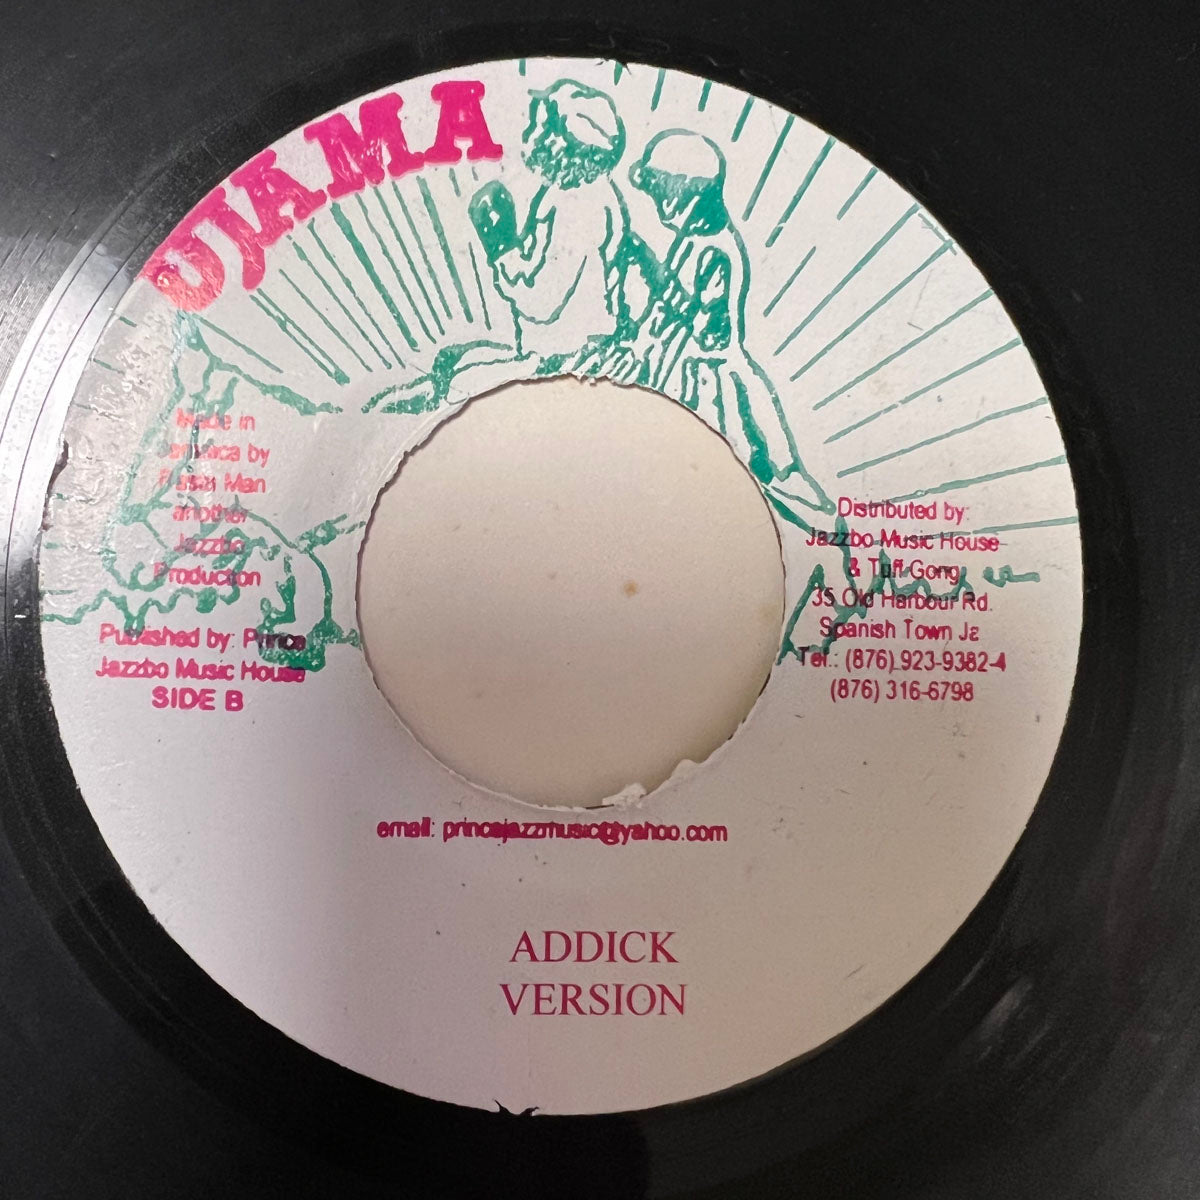 UJAMA
Made in
Jamaica by
Man
another
Jazzbo
Production
Published by: Prince
Jazzbo Music House
SIDE B
Distributed by:
Jazzbo Music House
& Tuff Gong
35 Old Harbour Rd.
Spanish Town Ja
Tel.: (876) 923-9382-4
(876) 316-6798
email: princejazzmusic@yahoo.com
ADDICK
VERSION